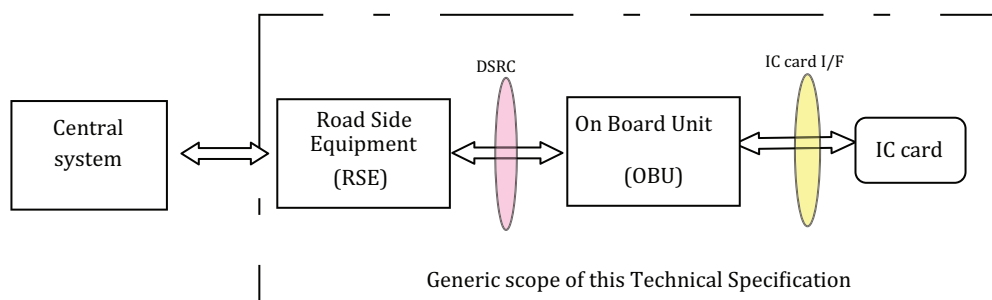 DSRC
IC card I/F
Central
system
Road Side
Equipment
(RSE)
On Board Unit
(OBU)
IC card
Generic scope of this Technical Specification